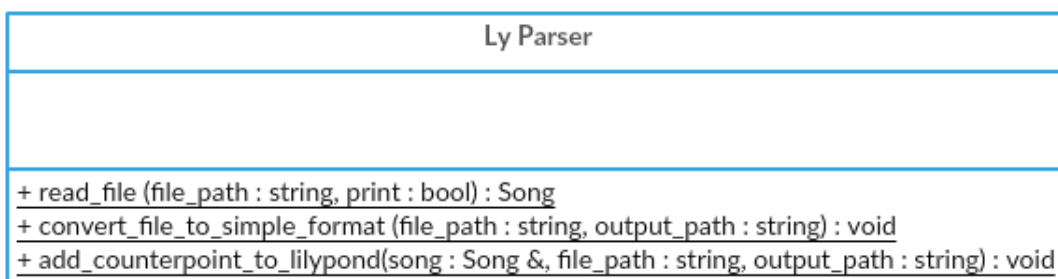 Ly Parser
+ read_file (file_path : string, print : bool) : Song
+ convert_file_to_simple_format (file_path : string, output_path : string) : void
+ add_counterpoint_to_lilypond(song : Song &, file_path : string, output_path : string) : void